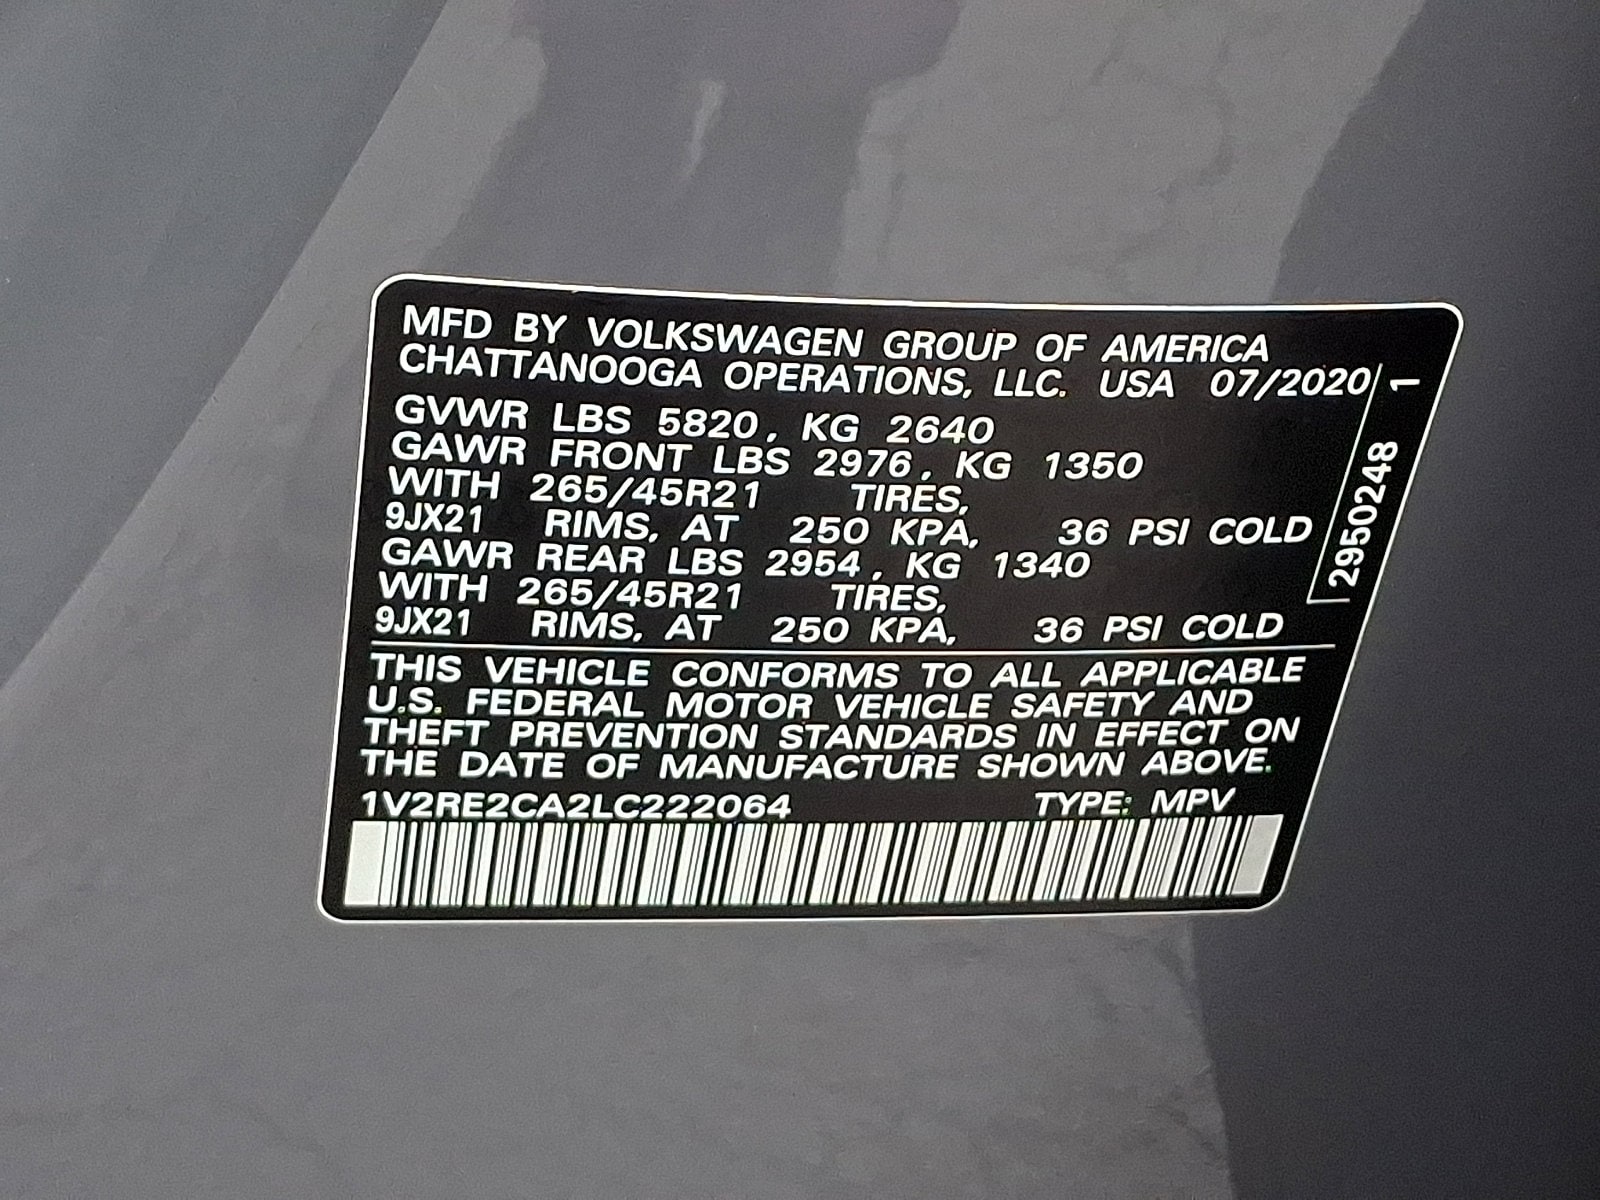 MFD BY VOLKSWAGEN GROUP OF AMERICA
CHATTANOOGA OPERATIONS, LLC. USA 07/2020
GVWR LBS 5820, KG 2640
GAWR FRONT LBS 2976, KG 1350
WITH 265/45R21 TIRES,
9JX21 RIMS, AT 250 KPA, 36 PSI COLD
GAWR REAR LBS 2954, KG 1340
WITH 265/45R21 TIRES,
9JX21 RIMS, AT 250 KPA, 36 PSI COLD
2950248 1
THIS VEHICLE CONFORMS TO ALL APPLICABLE
U.S. FEDERAL MOTOR VEHICLE SAFETY AND
THEFT PREVENTION STANDARDS IN EFFECT ON
THE DATE OF MANUFACTURE SHOWN ABOVE.
1V2RE2CA2LC222064 TYPE: MPV